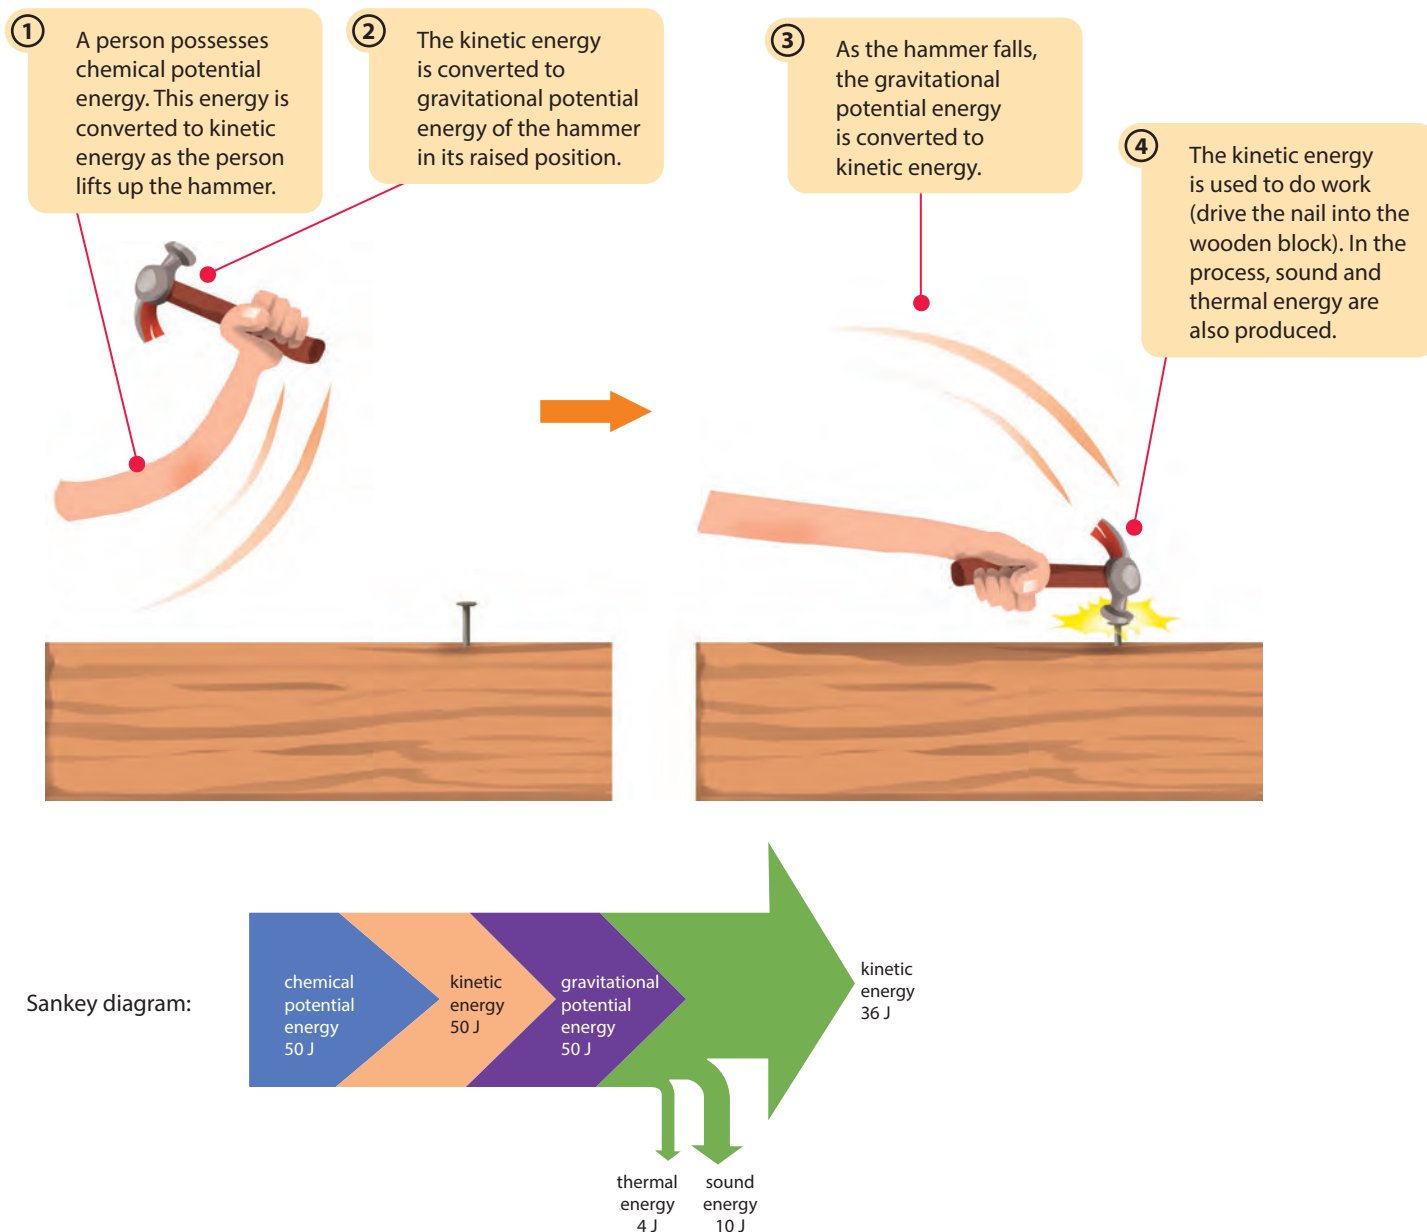 1
A person possesses
chemical potential
energy. This energy is
converted to kinetic
energy as the person
lifts up the hammer.
2
The kinetic energy
is converted to
gravitational potential
energy of the hammer
in its raised position.
3
As the hammer falls,
the gravitational
potential energy
is converted to
kinetic energy.
4
The kinetic energy
is used to do work
(drive the nail into the
wooden block). In the
process, sound and
thermal energy are
also produced.
Sankey diagram:
chemical
potential
energy
50 J
kinetic
energy
50 J
gravitational
potential
energy
50 J
kinetic
energy
36 J
thermal
energy
4 J
sound
energy
10 J